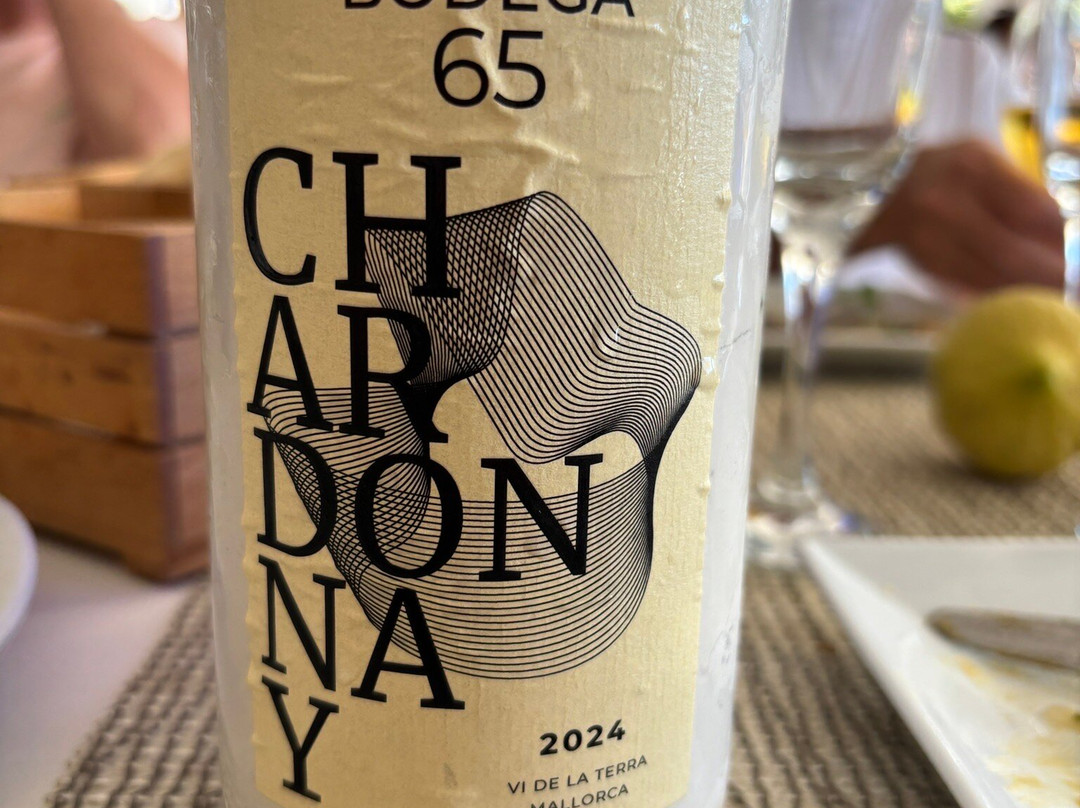 BODEGA
65
CH
AR
DON
NA
Y
2024
VI DE LA TERRA
MALLORCA